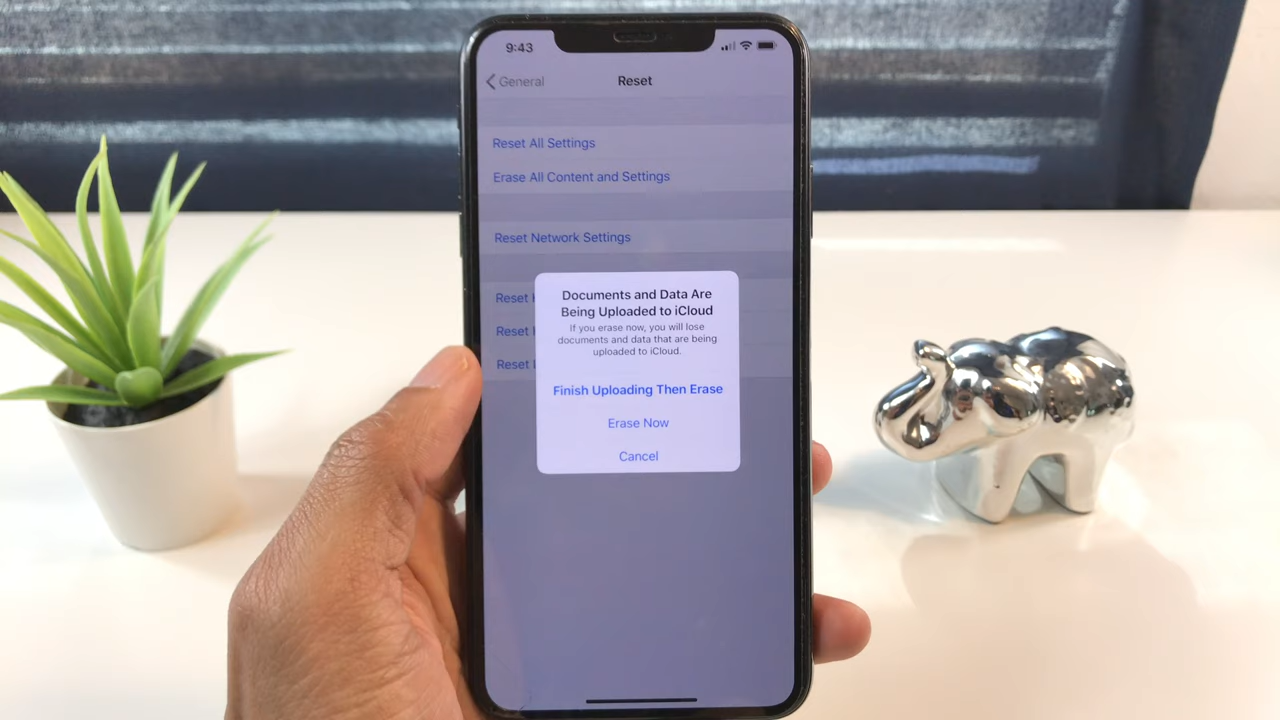 9:43
General
Reset
Reset All Settings
Erase All Content and Settings
Reset Network Settings
Reset
Reset
Reset
Documents and Data Are
Being Uploaded to iCloud
If you erase now, you will lose
documents and data that are being
uploaded to iCloud.
Finish Uploading Then Erase
Erase Now
Cancel